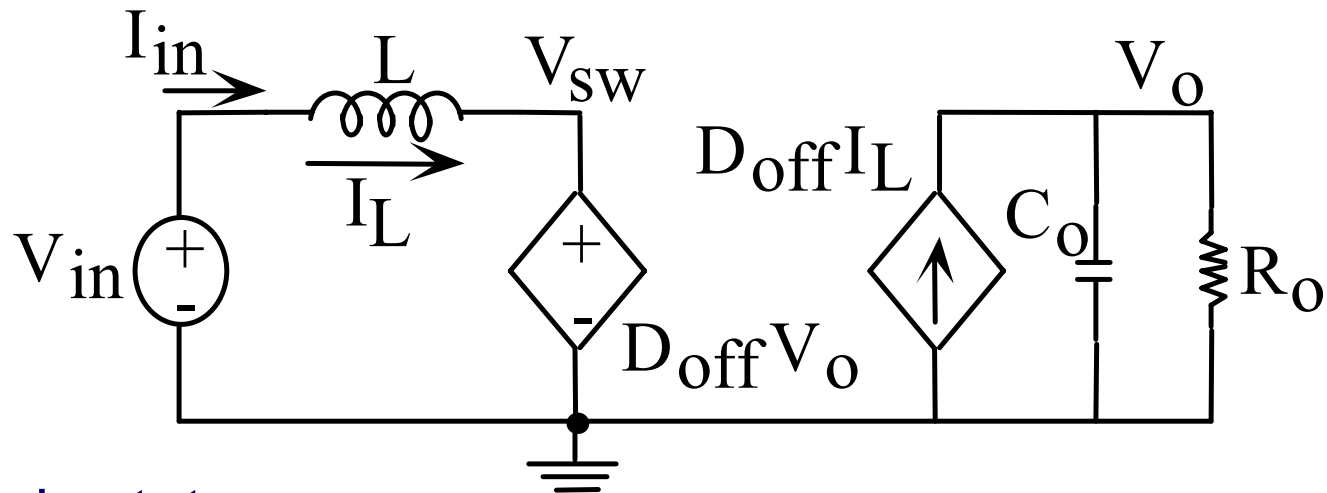 I_in
L
V_sw
V_o
D_off I_L
I_L
C_o
V_in
+
-
+
-
R_o
D_off V_o